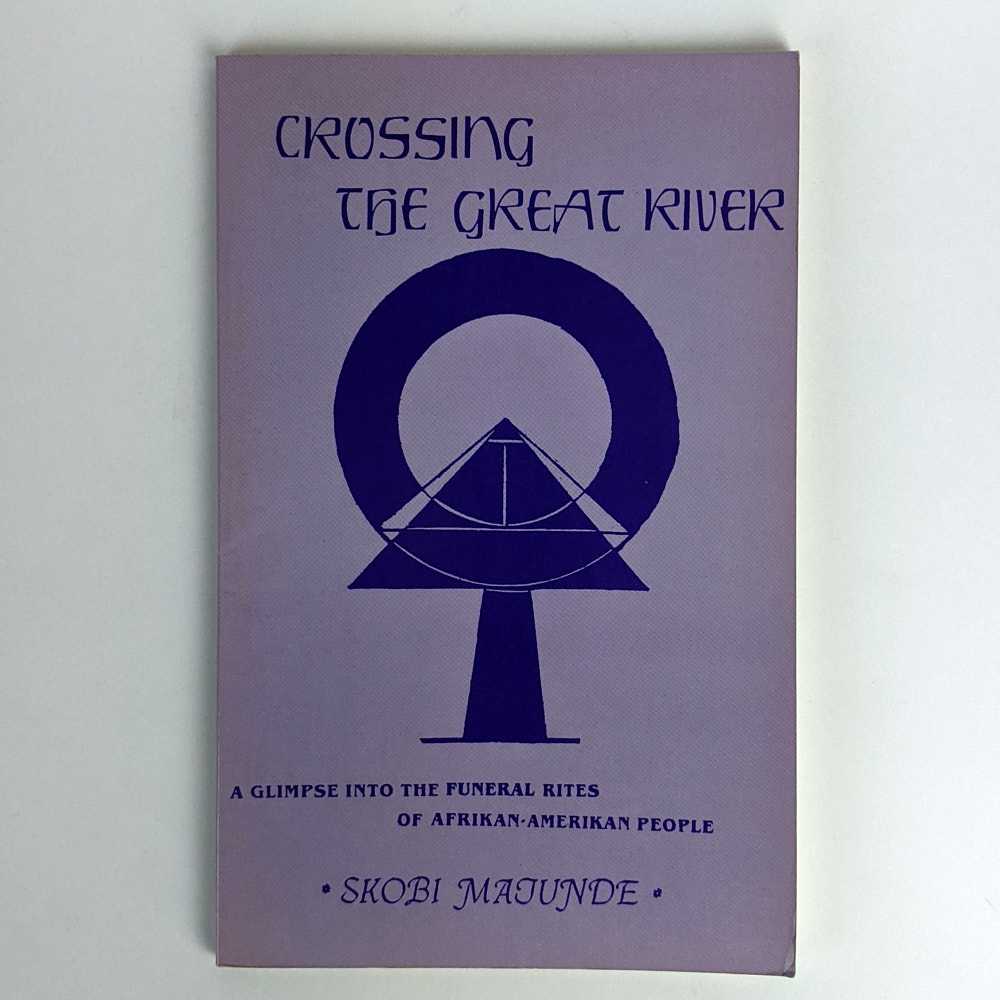 CROSSING
THE GREAT RIVER
A GLIMPSE INTO THE FUNERAL RITES
OF AFRIKAN-AMERIKAN PEOPLE
* SKOBI MAJUNDE *